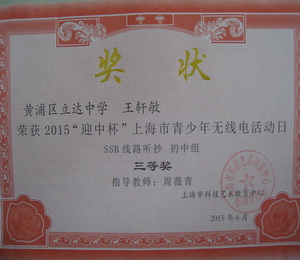 奖状
黄浦区立达中学 王轩敏
荣获2015“迎中杯”上海市青少年无线电活动日
SSB线路听抄 初中组
三等奖
指导教师：周薇青
上海市科技艺术教育中心
2015年6月